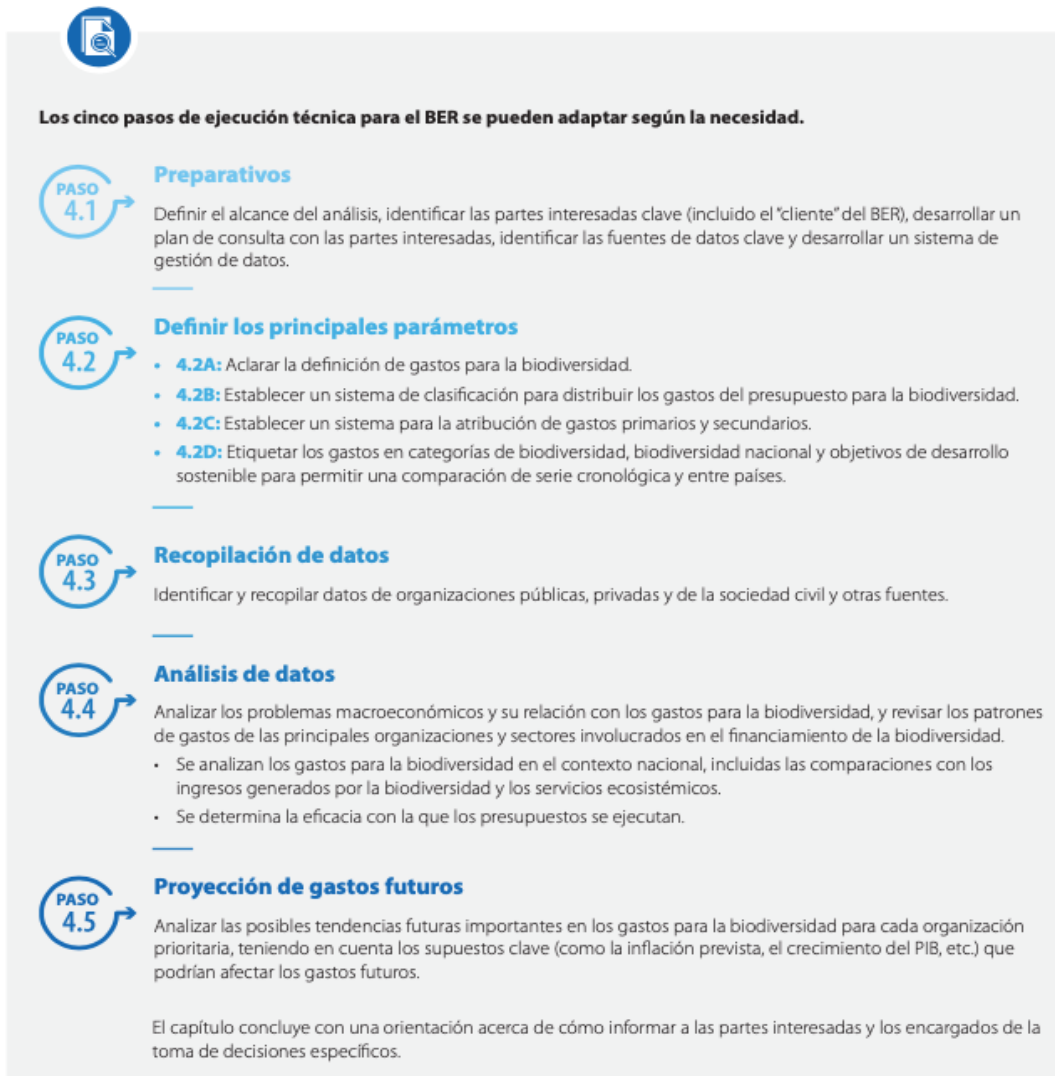 Los cinco pasos de ejecución técnica para el BER se pueden adaptar según la necesidad.
PASO
4.1
Preparativos
Definir el alcance del análisis, identificar las partes interesadas clave (incluido el “cliente” del BER), desarrollar un
plan de consulta con las partes interesadas, identificar las fuentes de datos clave y desarrollar un sistema de
gestión de datos.
PASO
4.2
Definir los principales parámetros
• 4.2A: Aclarar la definición de gastos para la biodiversidad.
• 4.2B: Establecer un sistema de clasificación para distribuir los gastos del presupuesto para la biodiversidad.
• 4.2C: Establecer un sistema para la atribución de gastos primarios y secundarios.
• 4.2D: Etiquetar los gastos en categorías de biodiversidad, biodiversidad nacional y objetivos de desarrollo
sostenible para permitir una comparación de serie cronológica y entre países.
PASO
4.3
Recopilación de datos
Identificar y recopilar datos de organizaciones públicas, privadas y de la sociedad civil y otras fuentes.
PASO
4.4
Análisis de datos
Analizar los problemas macroeconómicos y su relación con los gastos para la biodiversidad, y revisar los patrones
de gastos de las principales organizaciones y sectores involucrados en el financiamiento de la biodiversidad.
• Se analizan los gastos para la biodiversidad en el contexto nacional, incluidas las comparaciones con los
ingresos generados por la biodiversidad y los servicios ecosistémicos.
• Se determina la eficacia con la que los presupuestos se ejecutan.
PASO
4.5
Proyección de gastos futuros
Analizar las posibles tendencias futuras importantes en los gastos para la biodiversidad para cada organización
prioritaria, teniendo en cuenta los supuestos clave (como la inflación prevista, el crecimiento del PIB, etc.) que
podrían afectar los gastos futuros.
El capítulo concluye con una orientación acerca de cómo informar a las partes interesadas y los encargados de la
toma de decisiones específicos.